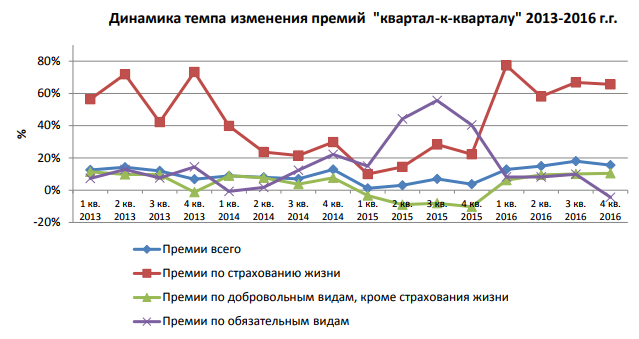 Динамика темпа изменения премий "квартал-к-кварталу" 2013-2016 г.г.
80%
60%
40%
20%
0%
-20%
%
1 кв. 2 кв. 3 кв. 4 кв. 1 кв. 2 кв. 3 кв. 4 кв. 1 кв. 2 кв. 3 кв. 4 кв. 1 кв. 2 кв. 3 кв. 4 кв.
2013 2013 2013 2013 2014 2014 2014 2014 2015 2015 2015 2015 2016 2016 2016 2016
Премии всего
Премии по страхованию жизни
Премии по добровольным видам, кроме страхования жизни
Премии по обязательным видам